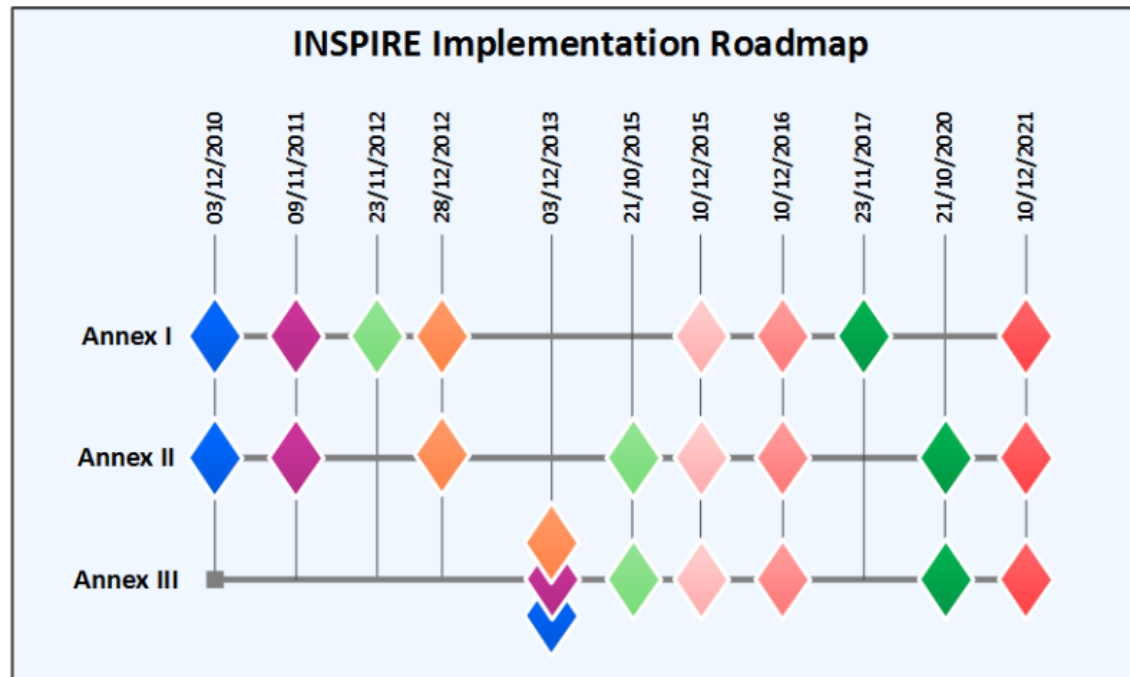 INSPIRE Implementation Roadmap
03/12/2010
09/11/2011
23/11/2012
28/12/2012
03/12/2013
21/10/2015
10/12/2015
10/12/2016
23/11/2017
21/10/2020
10/12/2021
Annex I
Annex II
Annex III